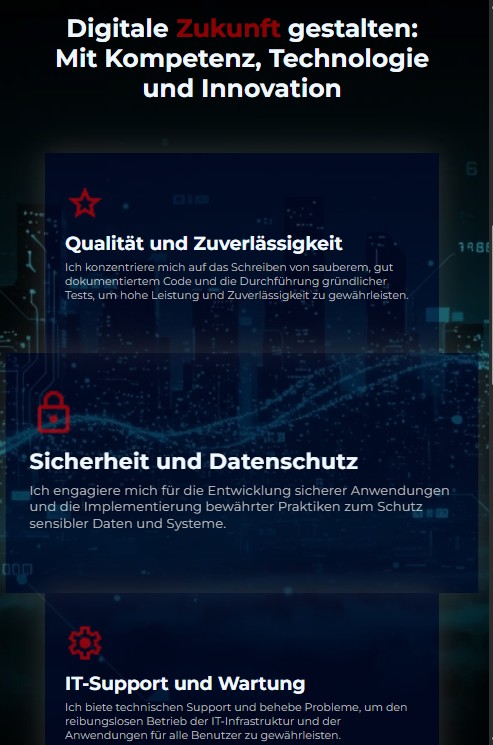 Digitale Zukunft gestalten:
Mit Kompetenz, Technologie
und Innovation
Qualität und Zuverlässigkeit
Ich konzentriere mich auf das Schreiben von sauberem, gut
dokumentiertem Code und die Durchführung gründlicher
Tests, um hohe Leistung und Zuverlässigkeit zu gewährleisten.
Sicherheit und Datenschutz
Ich engagiere mich für die Entwicklung sicherer Anwendungen
und die Implementierung bewährter Praktiken zum Schutz
sensibler Daten und Systeme.
IT-Support und Wartung
Ich biete technischen Support und behebe Probleme, um den
reibungslosen Betrieb der IT-Infrastruktur und der
Anwendungen für alle Benutzer zu gewährleisten.